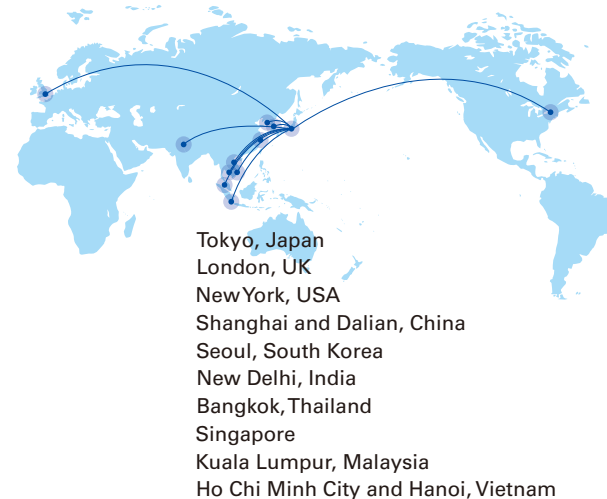 Tokyo, Japan
London, UK
New York, USA
Shanghai and Dalian, China
Seoul, South Korea
New Delhi, India
Bangkok, Thailand
Singapore
Kuala Lumpur, Malaysia
Ho Chi Minh City and Hanoi, Vietnam